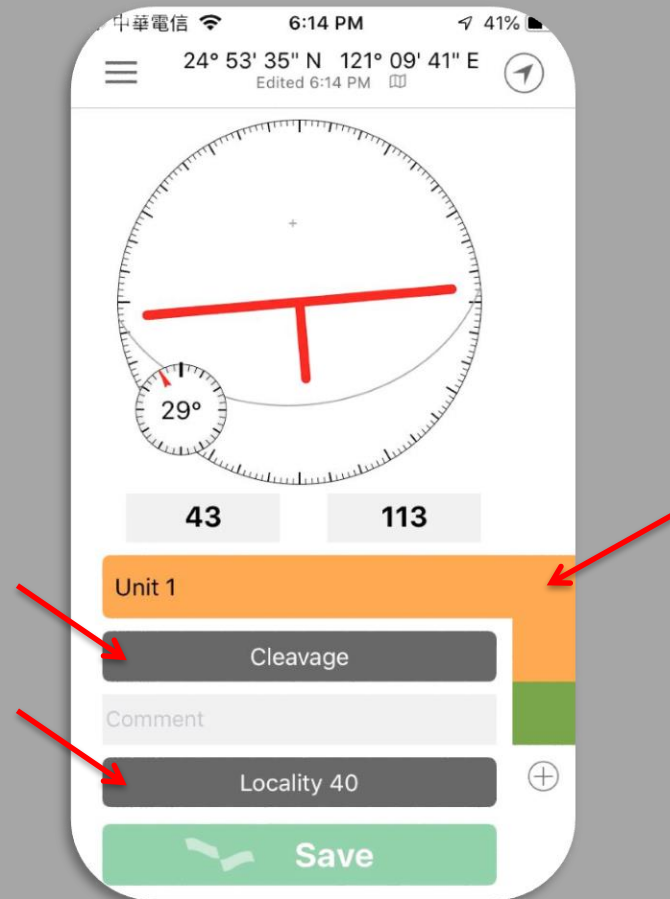 中華電信 6:14 PM 41%
24° 53' 35" N 121° 09' 41" E
Edited 6:14 PM
29°
43 113
Unit 1
Cleavage
Comment
Locality 40
Save